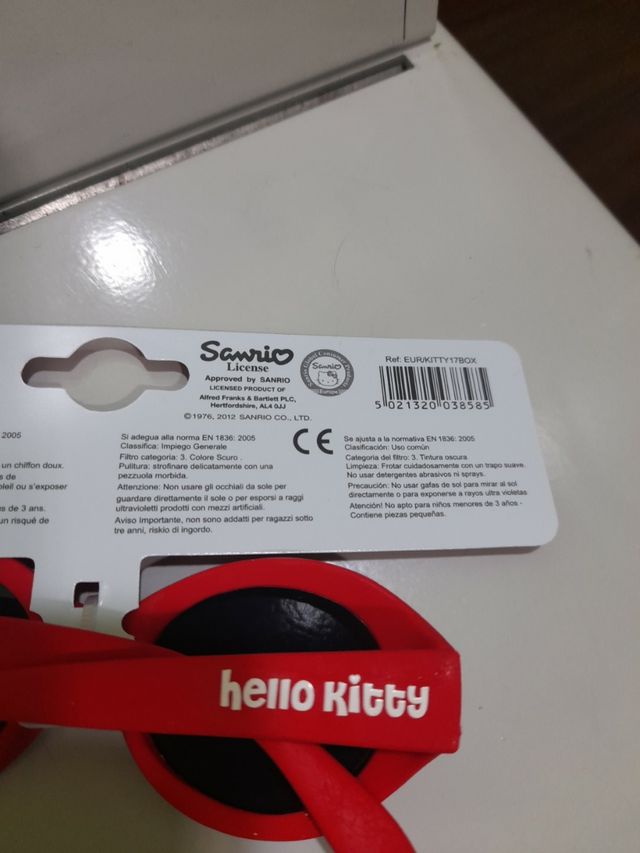 Sanrio
License
Approved by SANRIO
LICENSED PRODUCT OF
Alfred Franks & Bartlett PLC,
Hertfordshire, AL4 0JJ
©1976, 2012 SANRIO CO., LTD.
Sanrio
Ref: EUR/KITTY17BOX
5 021320 038585
2005
un chiffon doux.
s de
oleil ou s'exposer
s de 3 ans.
un risqué de
Si adegua alla norma EN 1836: 2005
Classifica: Impiego Generale
Filtro categoria: 3. Colore Scuro .
Pulitura: strofinare delicatamente con una
pezzuola morbida.
Attenzione: Non usare gli occhiali da sole per
guardare direttamente il sole o per esporsi a raggi
ultravioletti prodotti con mezzi artificiali.
Aviso Importante, non sono addatti per ragazzi sotto
tre anni, riskio di ingordo.
CE
Se ajusta a la normativa EN 1836: 2005
Clasificación: Uso común
Categoria del filtro: 3. Tintura oscura
Limpieza: Frotar cuidadosamente con un trapo suave.
No usar detergentes abrasivos ni sprays.
Precaución: No usar gafas de sol para mirar al sol
directamente o para exponerse a rayos ultra violetas
Atención! No apto para niños menores de 3 años -
Contiene piezas pequeñas.
hello kitty